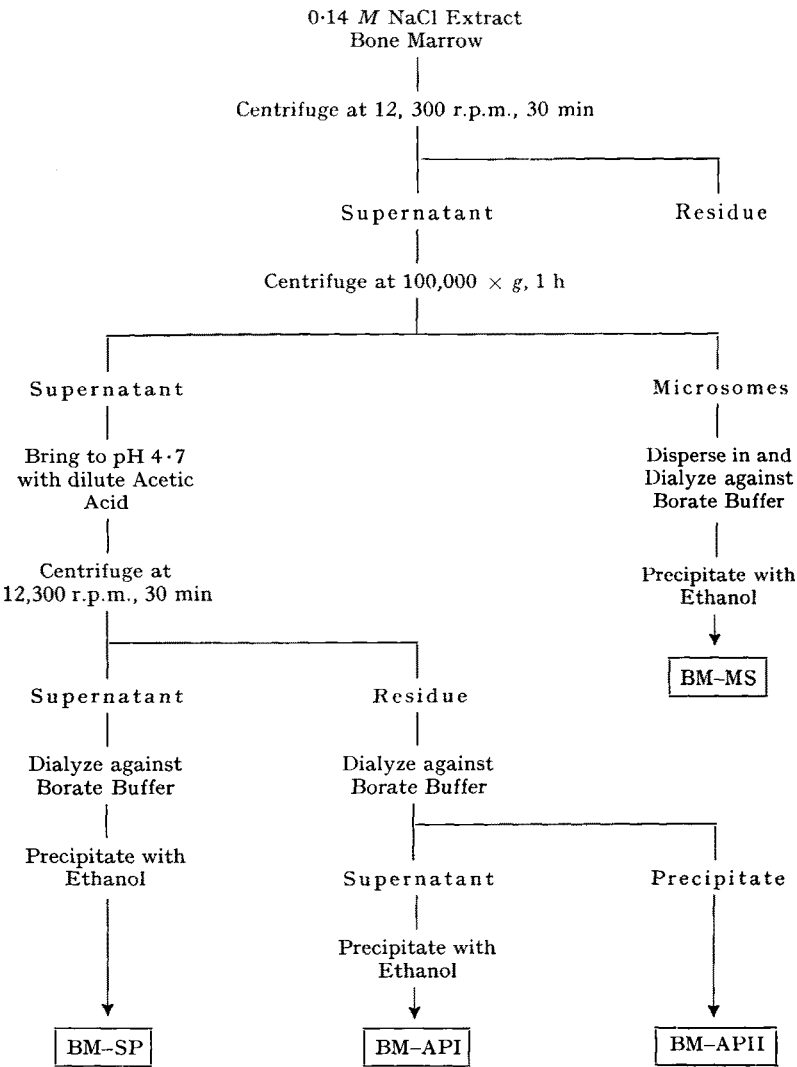 0·14 M NaCl Extract
Bone Marrow
Centrifuge at 12, 300 r.p.m., 30 min
Supernatant
Residue
Centrifuge at 100,000 × g, 1 h
Supernatant
Microsomes
Bring to pH 4·7
with dilute Acetic
Acid
Disperse in and
Dialyze against
Borate Buffer
Centrifuge at
12,300 r.p.m., 30 min
Precipitate with
Ethanol
BM–MS
Supernatant
Residue
Dialyze against
Borate Buffer
Dialyze against
Borate Buffer
Precipitate with
Ethanol
Supernatant
Precipitate
Precipitate with
Ethanol
BM–SP
BM–API
BM–APII